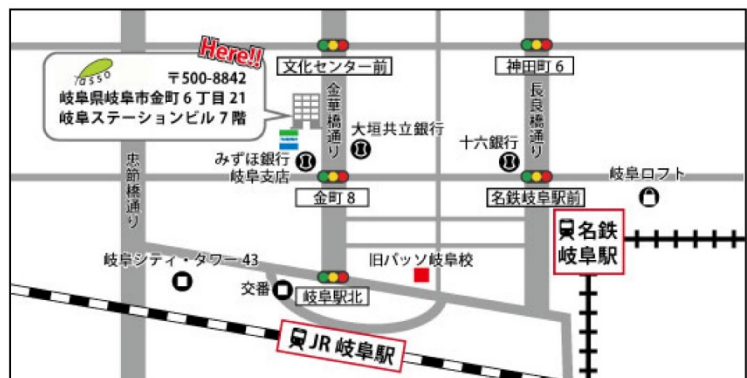 Here!!
Passo
〒500-8842
岐阜県岐阜市金町6丁目21
岐阜ステーションビル7階
文化センター前
神田町6
金華橋通り
長良橋通り
忠節橋通り
大垣共立銀行
十六銀行
みずほ銀行
岐阜支店
岐阜ロフト
金町8
名鉄岐阜駅前
名鉄
岐阜駅
岐阜シティ・タワー43
旧パッソ岐阜校
交番
岐阜駅北
JR岐阜駅